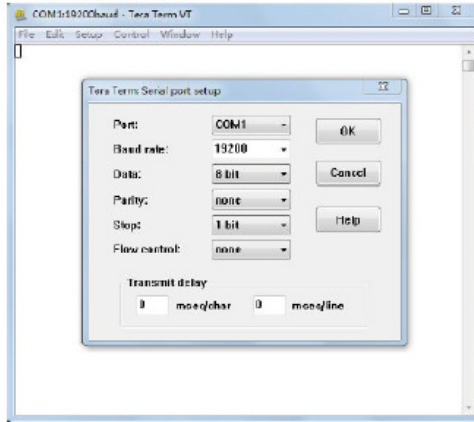 COM1:19200baud - Tera Term VT
File Edit Setup Control Window Help
Tera Term: Serial port setup
Port: COM1 OK
Baud rate: 19200
Data: 8 bit Cancel
Parity: none
Stop: 1 bit Help
Flow control: none
Transmit delay
0 msec/char 0 msec/line